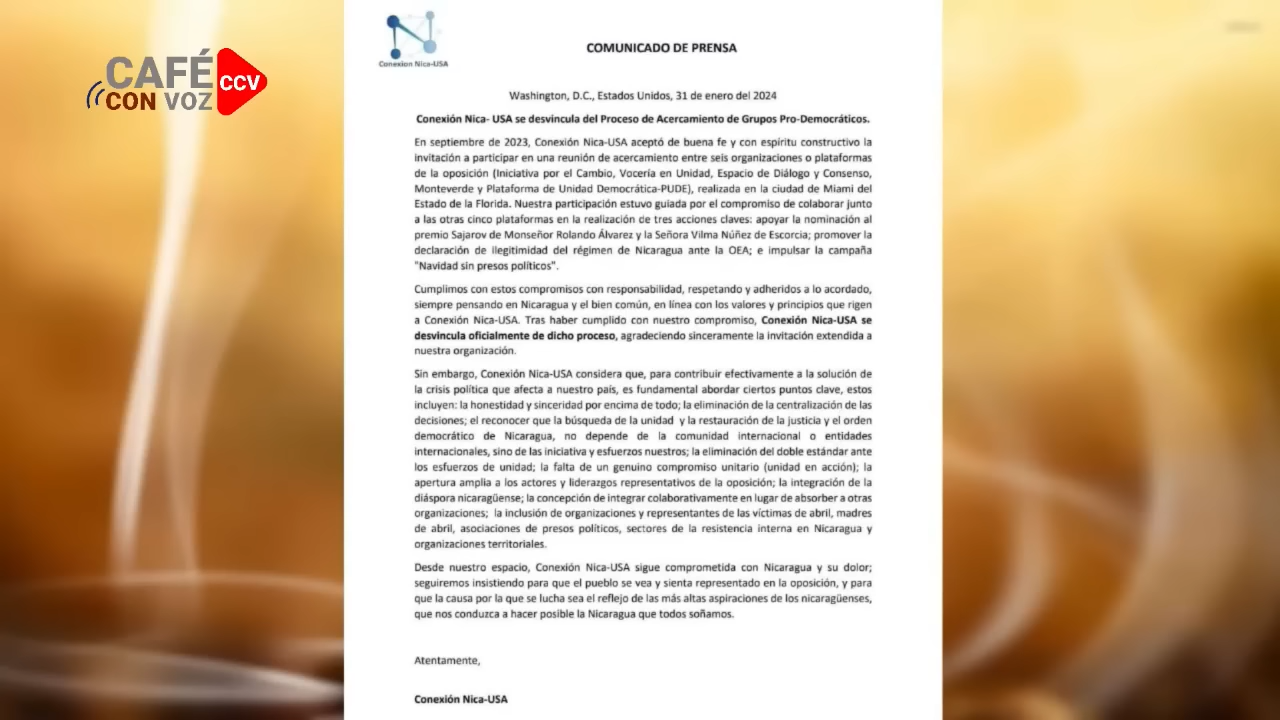 CAFÉ
CON VOZ
CCV
Conexion Nica-USA
COMUNICADO DE PRENSA
Washington, D.C., Estados Unidos, 31 de enero del 2024
Conexión Nica- USA se desvincula del Proceso de Acercamiento de Grupos Pro-Democráticos.
En septiembre de 2023, Conexión Nica-USA aceptó de buena fe y con espíritu constructivo la
invitación a participar en una reunión de acercamiento entre seis organizaciones o plataformas
de la oposición (Iniciativa por el Cambio, Vocería en Unidad, Espacio de Diálogo y Consenso,
Monteverde y Plataforma de Unidad Democrática-PUDE), realizada en la ciudad de Miami del
Estado de la Florida. Nuestra participación estuvo guiada por el compromiso de colaborar junto
a las otras cinco plataformas en la realización de tres acciones claves: apoyar la nominación al
premio Sajarov de Monseñor Rolando Álvarez y la Señora Vilma Núñez de Escorcia; promover la
declaración de ilegitimidad del régimen de Nicaragua ante la OEA; e impulsar la campaña
"Navidad sin presos políticos".
Cumplimos con estos compromisos con responsabilidad, respetando y adheridos a lo acordado,
siempre pensando en Nicaragua y el bien común, en línea con los valores y principios que rigen
a Conexión Nica-USA. Tras haber cumplido con nuestro compromiso, Conexión Nica-USA se
desvincula oficialmente de dicho proceso, agradeciendo sinceramente la invitación extendida a
nuestra organización.
Sin embargo, Conexión Nica-USA considera que, para contribuir efectivamente a la solución de
la crisis política que afecta a nuestro país, es fundamental abordar ciertos puntos clave, estos
incluyen: la honestidad y sinceridad por encima de todo; la eliminación de la centralización de las
decisiones; el reconocer que la búsqueda de la unidad y la restauración de la justicia y el orden
democrático de Nicaragua, no depende de la comunidad internacional o entidades
internacionales, sino de las iniciativa y esfuerzos nuestros; la eliminación del doble estándar ante
los esfuerzos de unidad; la falta de un genuino compromiso unitario (unidad en acción); la
apertura amplia a los actores y liderazgos representativos de la oposición; la integración de la
diáspora nicaragüense; la concepción de integrar colaborativamente en lugar de absorber a otras
organizaciones; la inclusión de organizaciones y representantes de las víctimas de abril, madres
de abril, asociaciones de presos políticos, sectores de la resistencia interna en Nicaragua y
organizaciones territoriales.
Desde nuestro espacio, Conexión Nica-USA sigue comprometida con Nicaragua y su dolor;
seguiremos insistiendo para que el pueblo se vea y sienta representado en la oposición, y para
que la causa por la que se lucha sea el reflejo de las más altas aspiraciones de los nicaragüenses,
que nos conduzca a hacer posible la Nicaragua que todos soñamos.
Atentamente,
Conexión Nica-USA